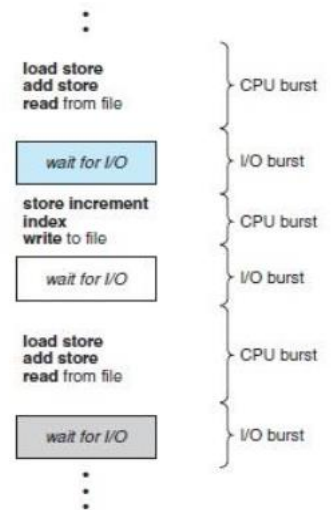 load store
add store
read from file
CPU burst
wait for I/O
I/O burst
store increment
index
write to file
CPU burst
wait for I/O
I/O burst
load store
add store
read from file
CPU burst
wait for I/O
I/O burst